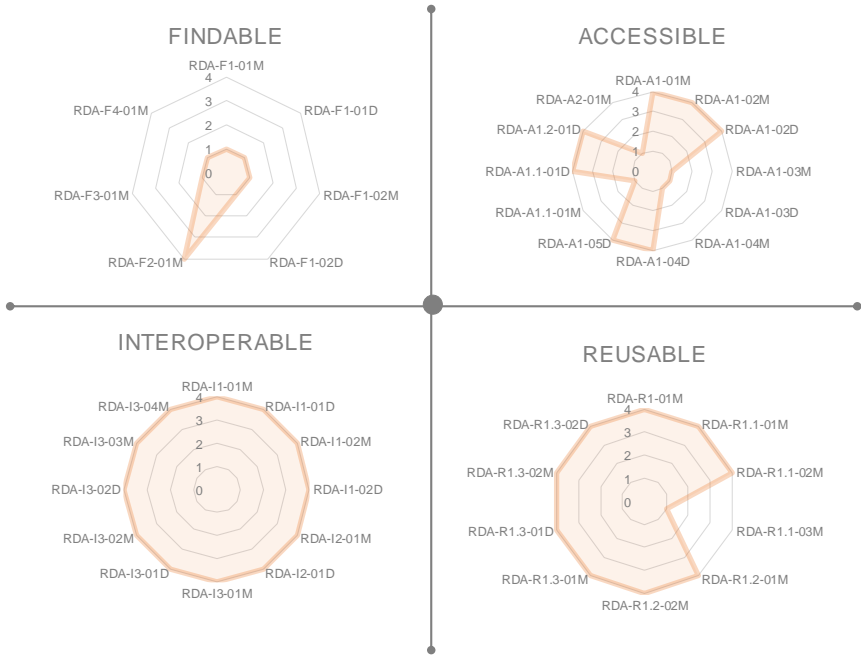 FINDABLE
RDA-F1-01M
RDA-F1-01D
RDA-F1-02M
RDA-F1-02D
RDA-F2-01M
RDA-F3-01M
RDA-F4-01M
4
3
2
1
0
ACCESSIBLE
RDA-A1-01M
RDA-A1-02M
RDA-A1-02D
RDA-A1-03M
RDA-A1-03D
RDA-A1-04M
RDA-A1-04D
RDA-A1-05D
RDA-A1.1-01M
RDA-A1.1-01D
RDA-A1.2-01D
RDA-A2-01M
4
3
2
1
0
INTEROPERABLE
RDA-I1-01M
RDA-I1-01D
RDA-I1-02M
RDA-I1-02D
RDA-I2-01M
RDA-I2-01D
RDA-I3-01M
RDA-I3-01D
RDA-I3-02M
RDA-I3-02D
RDA-I3-03M
RDA-I3-04M
4
3
2
1
0
REUSABLE
RDA-R1-01M
RDA-R1.1-01M
RDA-R1.1-02M
RDA-R1.1-03M
RDA-R1.2-01M
RDA-R1.2-02M
RDA-R1.3-01M
RDA-R1.3-01D
RDA-R1.3-02M
RDA-R1.3-02D
4
3
2
1
0